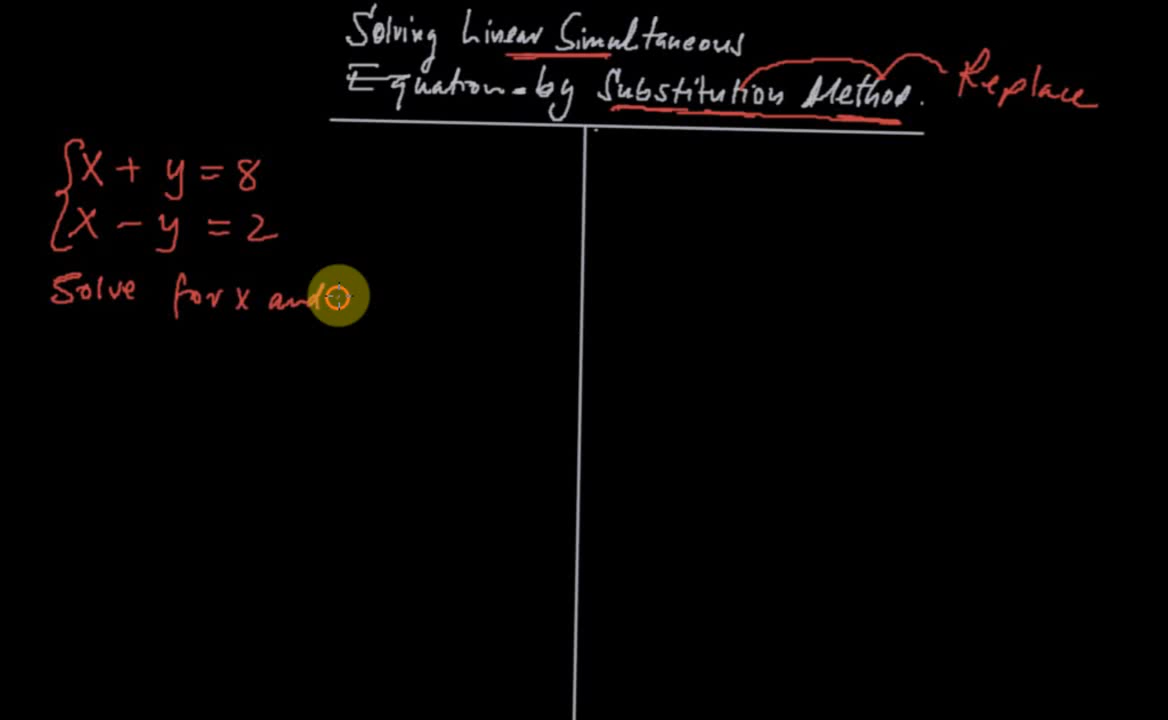 Solving Linear Simultaneous
Equation - by Substitution Method.
Replace
x + y = 8
x - y = 2
Solve for x and